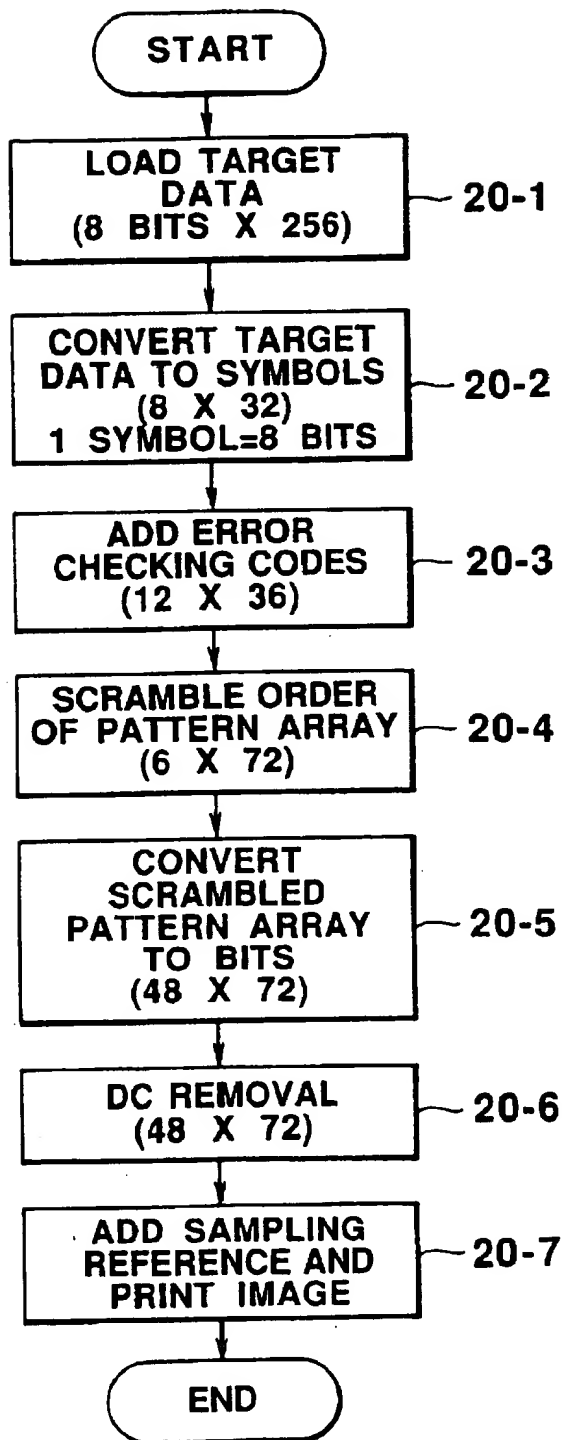 START
LOAD TARGET
DATA
(8 BITS X 256)
20-1
CONVERT TARGET
DATA TO SYMBOLS
(8 X 32)
1 SYMBOL=8 BITS
20-2
ADD ERROR
CHECKING CODES
(12 X 36)
20-3
SCRAMBLE ORDER
OF PATTERN ARRAY
(6 X 72)
20-4
CONVERT
SCRAMBLED
PATTERN ARRAY
TO BITS
(48 X 72)
20-5
DC REMOVAL
(48 X 72)
20-6
ADD SAMPLING
REFERENCE AND
PRINT IMAGE
20-7
END